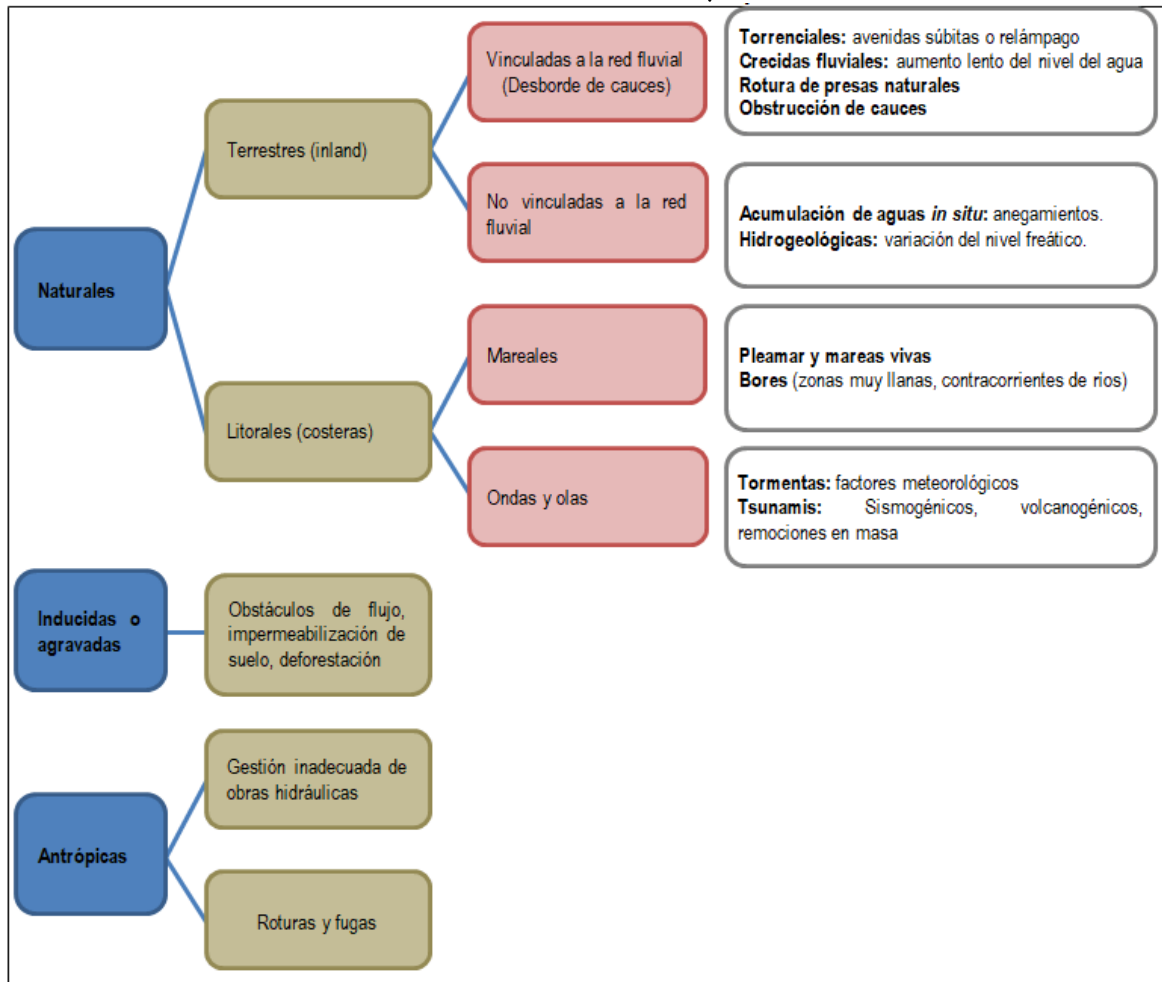 Naturales
Terrestres (inland)
Vinculadas a la red fluvial
(Desborde de cauces)
Torrenciales: avenidas súbitas o relámpago
Crecidas fluviales: aumento lento del nivel del agua
Rotura de presas naturales
Obstrucción de cauces
No vinculadas a la red
fluvial
Acumulación de aguas in situ: anegamientos.
Hidrogeológicas: variación del nivel freático.
Litorales (costeras)
Mareales
Pleamar y mareas vivas
Bores (zonas muy llanas, contracorrientes de ríos)
Ondas y olas
Tormentas: factores meteorológicos
Tsunamis: Sismogénicos, volcanogénicos,
remociones en masa
Inducidas o
agravadas
Obstáculos de flujo,
impermeabilización de
suelo, deforestación
Antrópicas
Gestión inadecuada de
obras hidráulicas
Roturas y fugas